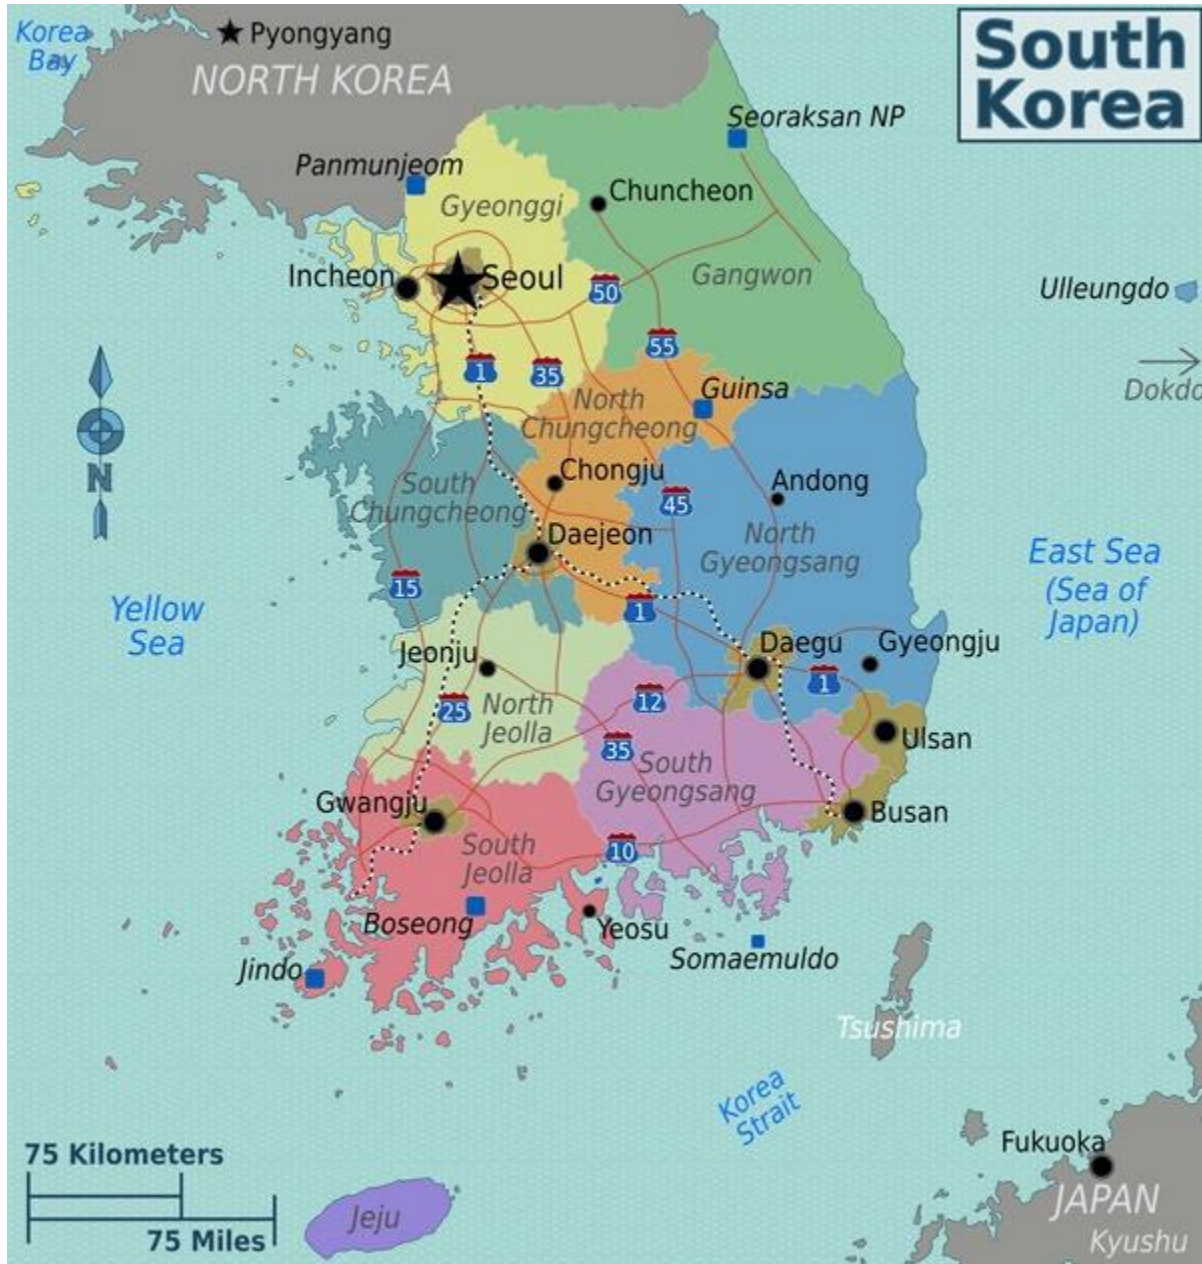 Korea
Bay
Pyongyang
NORTH KOREA
South
Korea
Seoraksan NP
Panmunjeom
Chuncheon
Gyeonggi
Incheon
Seoul
Gangwon
50
Ulleungdo
55
1
35
Guinsa
Dokdo
North
Chungcheong
N
Chongju
South
Chungcheong
45
Andong
Daejeon
North
Gyeongsang
East Sea
(Sea of
Japan)
15
Yellow
Sea
1
Jeonju
Daegu
Gyeongju
1
12
25
North
Jeolla
35
South
Gyeongsang
Ulsan
Gwangju
Busan
10
South
Jeolla
Boseong
Yeosu
Somaemuldo
Jindo
Tsushima
Korea
Strait
Fukuoka
75 Kilometers
75 Miles
Jeju
JAPAN
Kyushu